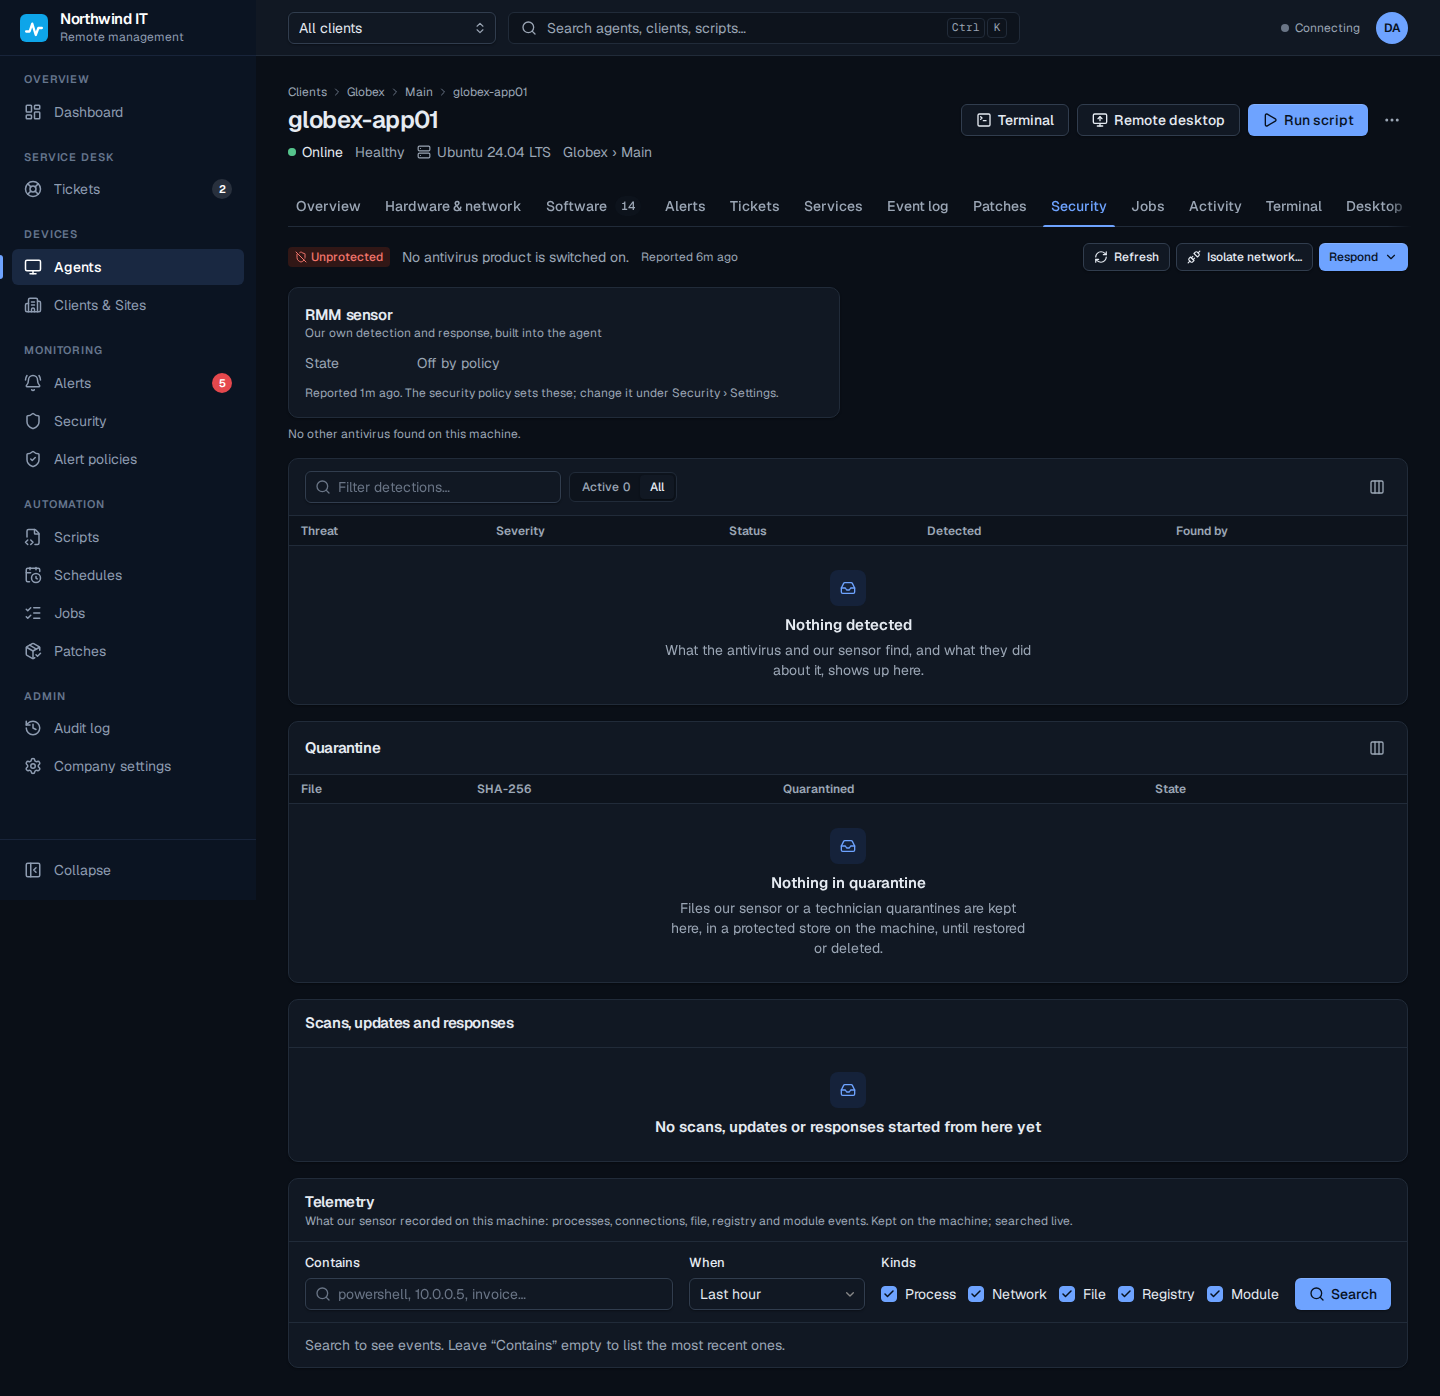 Northwind IT
Remote management
All clients
Search agents, clients, scripts...
Ctrl K
Connecting
DA
OVERVIEW
Dashboard
SERVICE DESK
Tickets 2
DEVICES
Agents
Clients & Sites
MONITORING
Alerts 5
Security
Alert policies
AUTOMATION
Scripts
Schedules
Jobs
Patches
ADMIN
Audit log
Company settings
Collapse
Clients > Globex > Main > globex-app01
globex-app01
Terminal
Remote desktop
Run script
Online Healthy Ubuntu 24.04 LTS Globex › Main
Overview Hardware & network Software 14 Alerts Tickets Services Event log Patches Security Jobs Activity Terminal Desktop
Unprotected No antivirus product is switched on. Reported 6m ago
Refresh
Isolate network...
Respond
RMM sensor
Our own detection and response, built into the agent
State Off by policy
Reported 1m ago. The security policy sets these; change it under Security › Settings.
No other antivirus found on this machine.
Filter detections...
Active 0 All
Threat Severity Status Detected Found by
Nothing detected
What the antivirus and our sensor find, and what they did
about it, shows up here.
Quarantine
File SHA-256 Quarantined State
Nothing in quarantine
Files our sensor or a technician quarantines are kept
here, in a protected store on the machine, until restored
or deleted.
Scans, updates and responses
No scans, updates or responses started from here yet
Telemetry
What our sensor recorded on this machine: processes, connections, file, registry and module events. Kept on the machine; searched live.
Contains When Kinds
powershell, 10.0.0.5, invoice...
Last hour
Process Network File Registry Module
Search
Search to see events. Leave “Contains” empty to list the most recent ones.